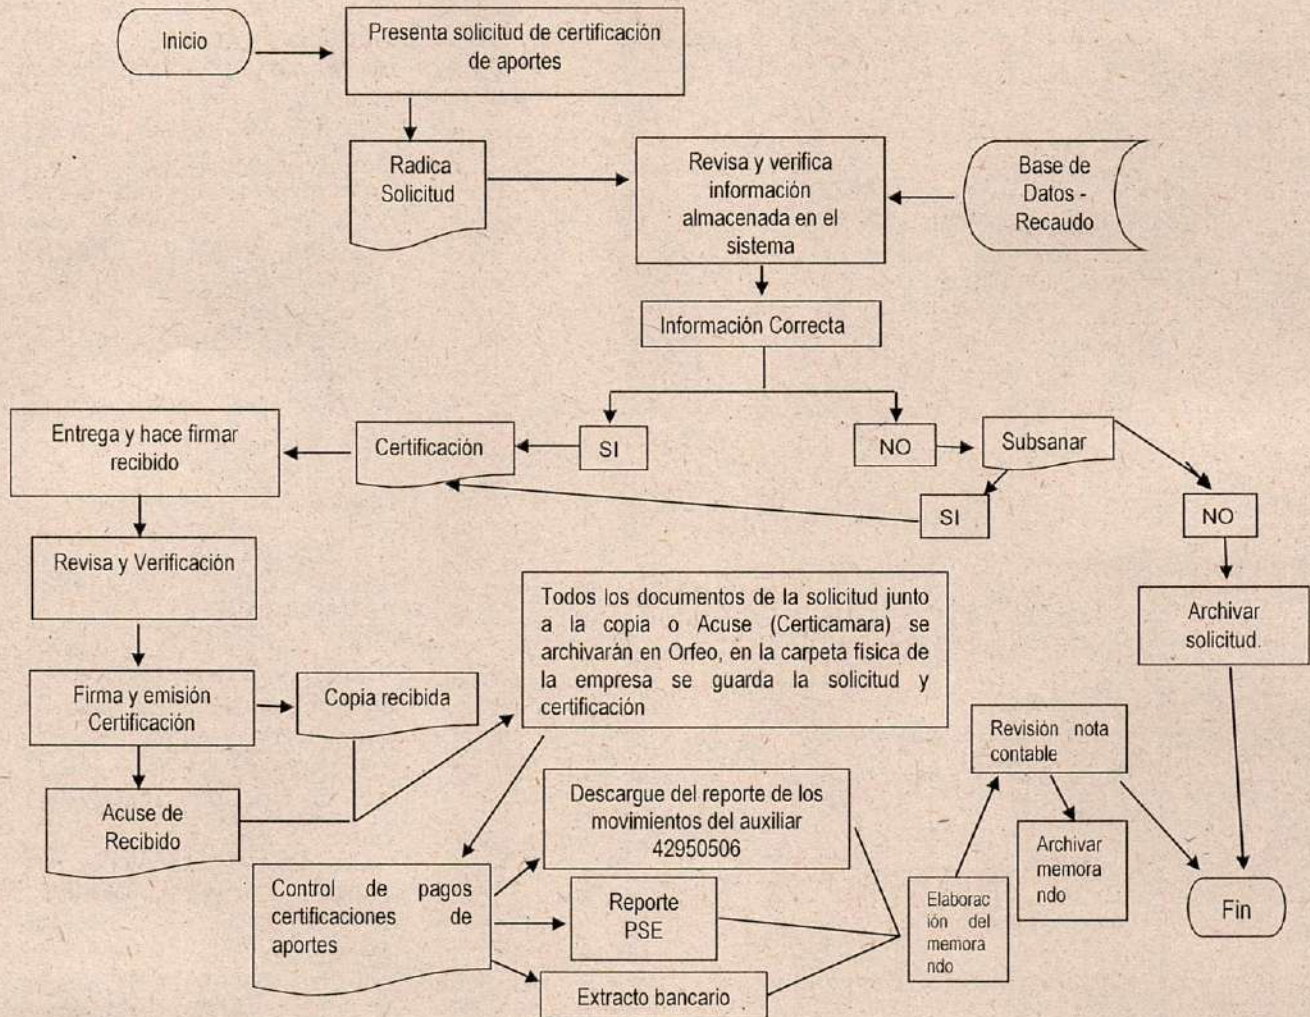 Inicio
Presenta solicitud de certificación
de aportes
Radica
Solicitud
Revisa y verifica
información
almacenada en el
sistema
Base de
Datos -
Recaudo
Información Correcta
SI
NO
Certificación
Subsanar
Entrega y hace firmar
recibido
SI
NO
Revisa y Verificación
Todos los documentos de la solicitud junto
a la copia o Acuse (Certicamara) se
archivarán en Orfeo, en la carpeta física de
la empresa se guarda la solicitud y
certificación
Archivar
solicitud.
Firma y emisión
Certificación
Copia recibida
Acuse de
Recibido
Revisión nota
contable
Descargue del reporte de los
movimientos del auxiliar
42950506
Archivar
memora
ndo
Control de pagos
certificaciones de
aportes
Reporte
PSE
Elabora
ción del
memora
ndo
Fin
Extracto bancario